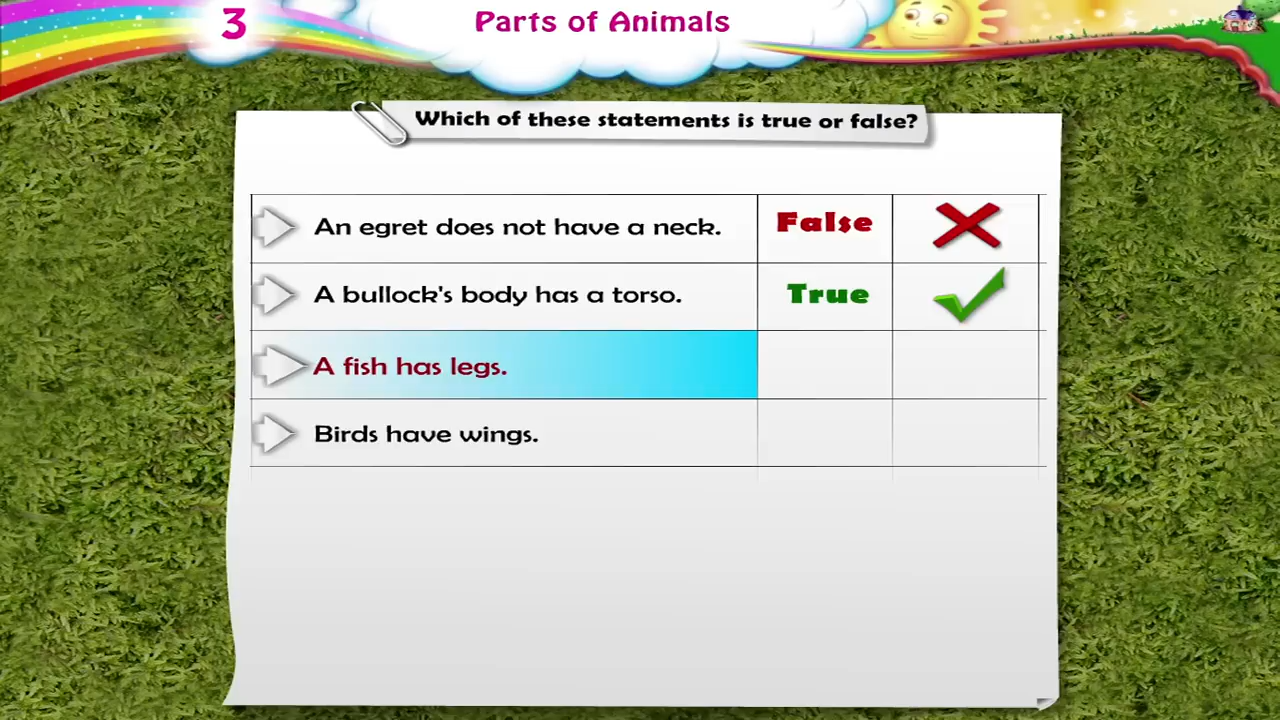 3
Parts of Animals
Which of these statements is true or false?
An egret does not have a neck. False
A bullock's body has a torso. True
A fish has legs.
Birds have wings.